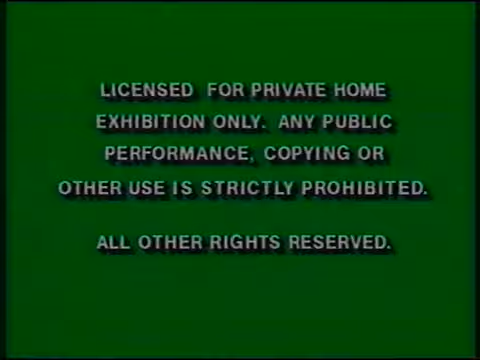 LICENSED FOR PRIVATE HOME
EXHIBITION ONLY. ANY PUBLIC
PERFORMANCE, COPYING OR
OTHER USE IS STRICTLY PROHIBITED.
ALL OTHER RIGHTS RESERVED.